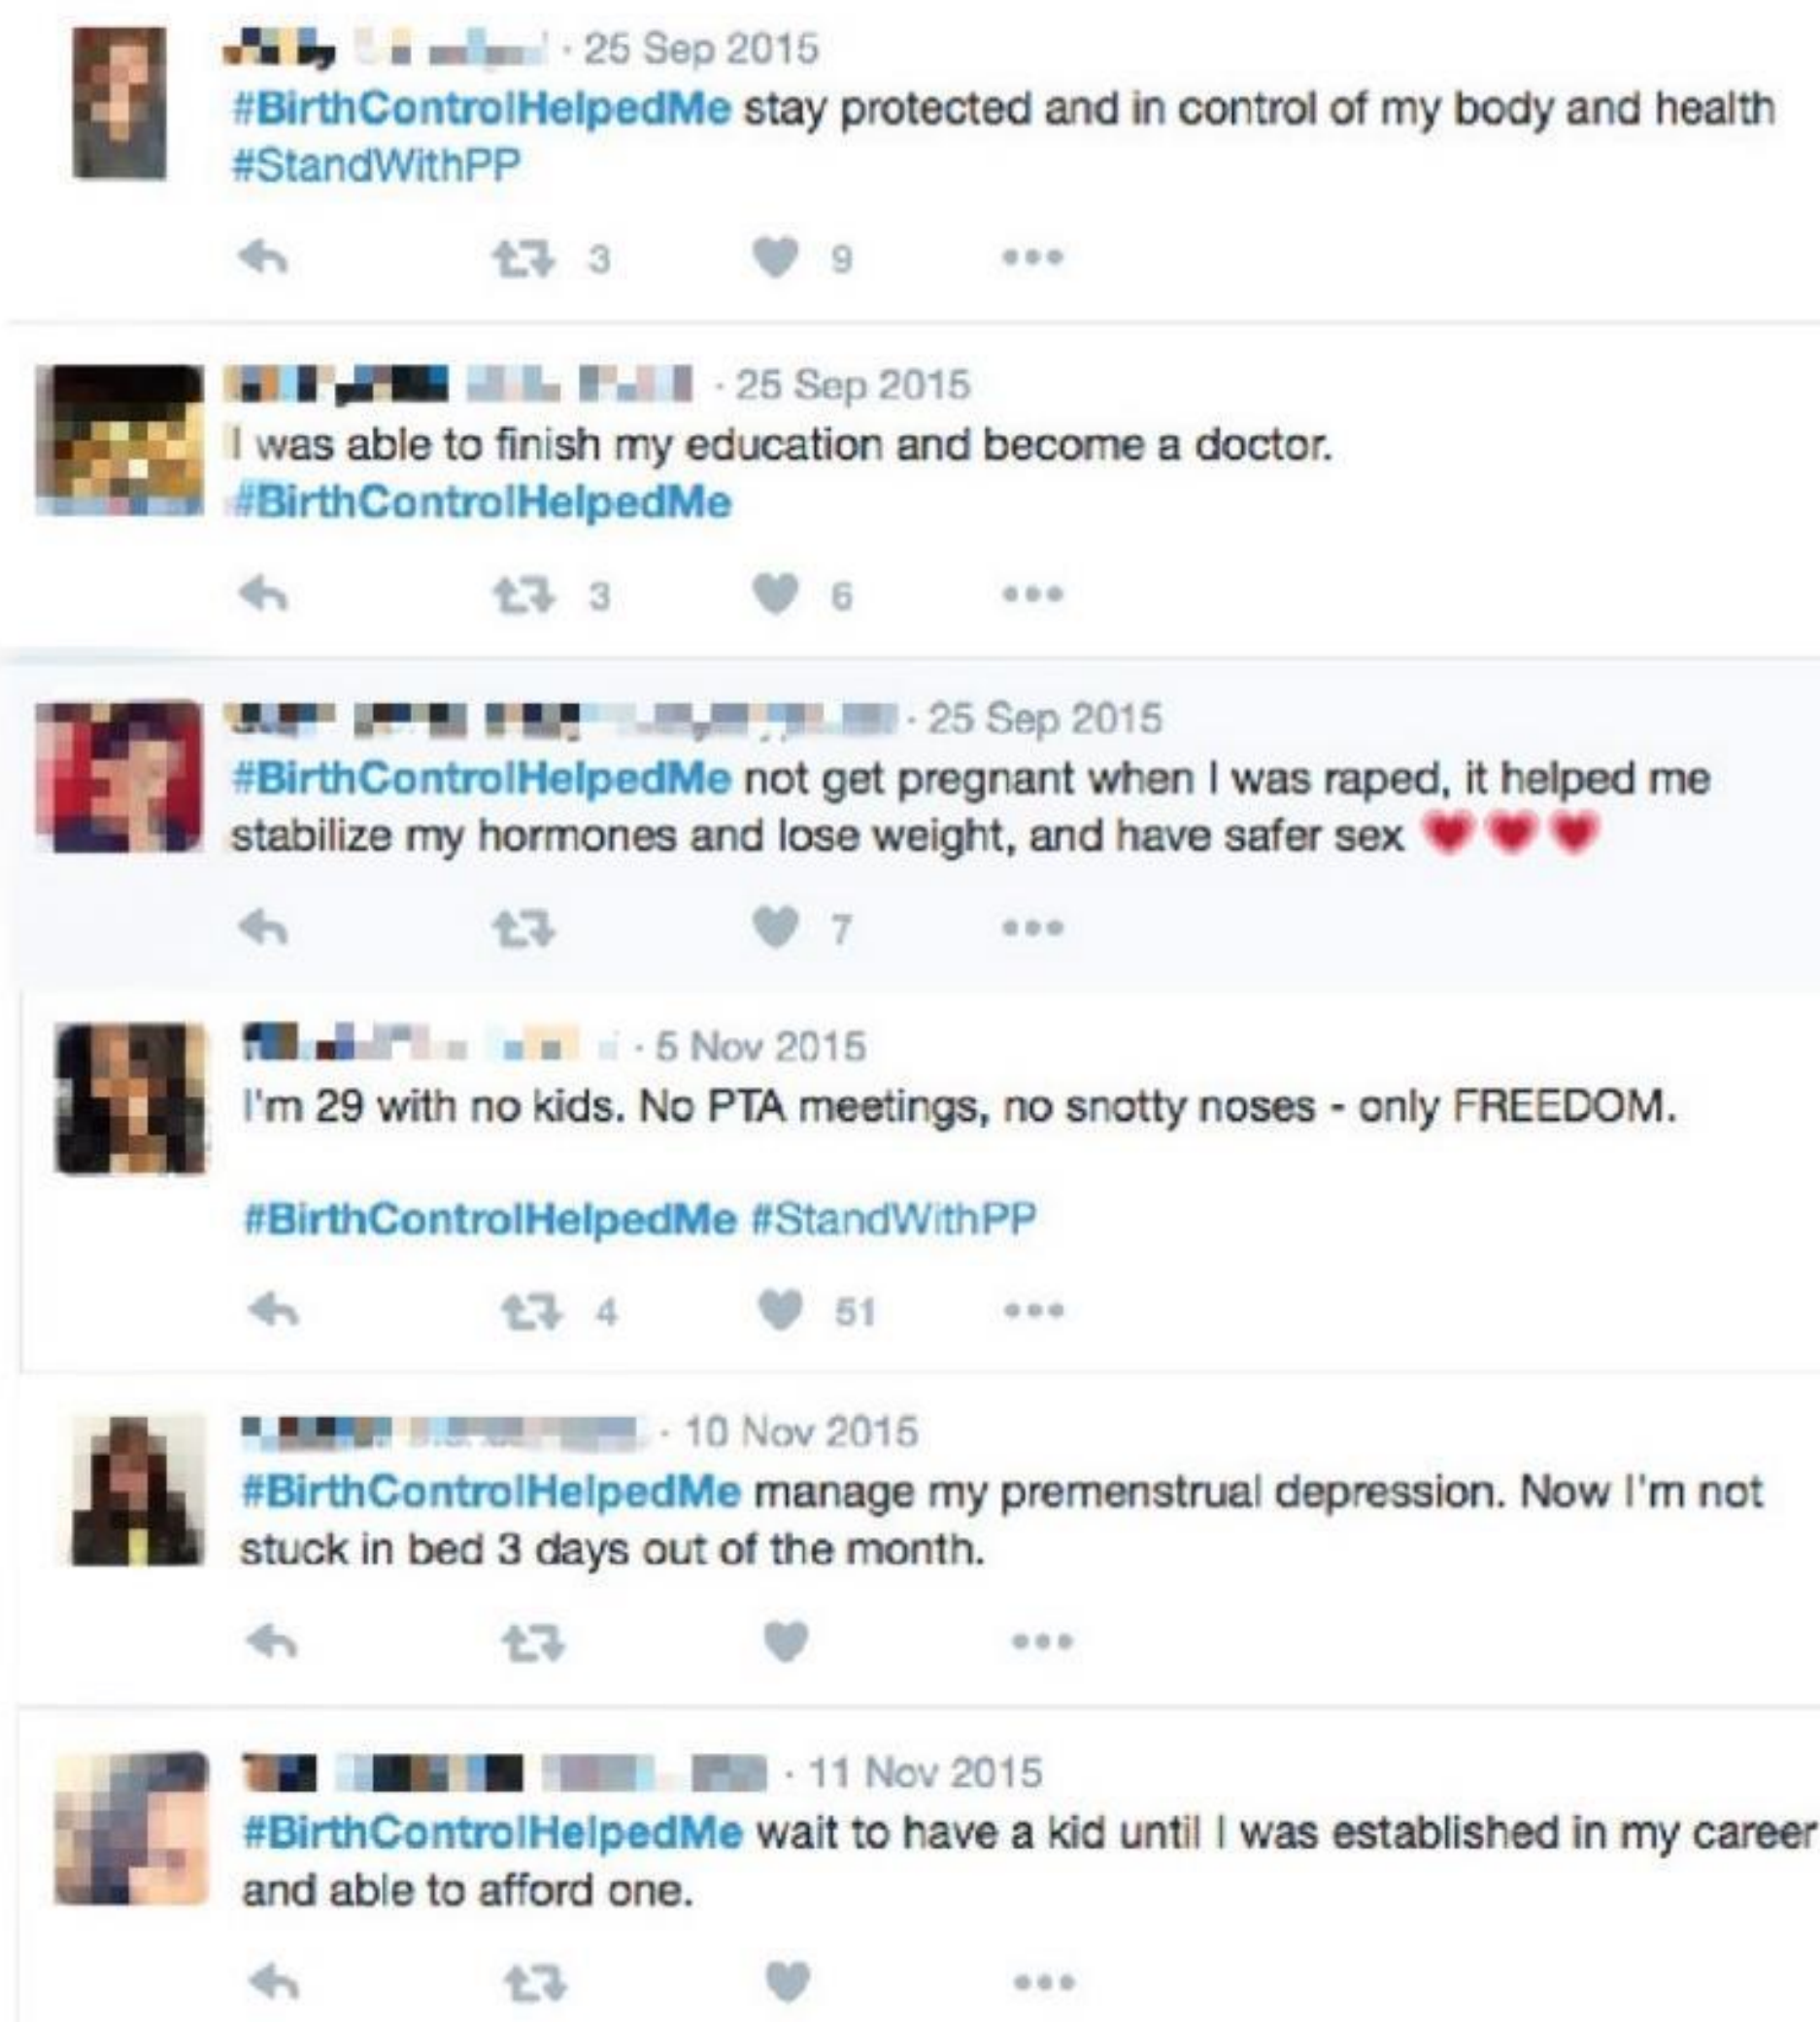 · 25 Sep 2015
#BirthControlHelpedMe stay protected and in control of my body and health
#StandWithPP
3 9
· 25 Sep 2015
I was able to finish my education and become a doctor.
#BirthControlHelpedMe
3 6
· 25 Sep 2015
#BirthControlHelpedMe not get pregnant when I was raped, it helped me
stabilize my hormones and lose weight, and have safer sex
7
· 5 Nov 2015
I'm 29 with no kids. No PTA meetings, no snotty noses - only FREEDOM.
#BirthControlHelpedMe #StandWithPP
4 51
· 10 Nov 2015
#BirthControlHelpedMe manage my premenstrual depression. Now I'm not
stuck in bed 3 days out of the month.
· 11 Nov 2015
#BirthControlHelpedMe wait to have a kid until I was established in my career
and able to afford one.